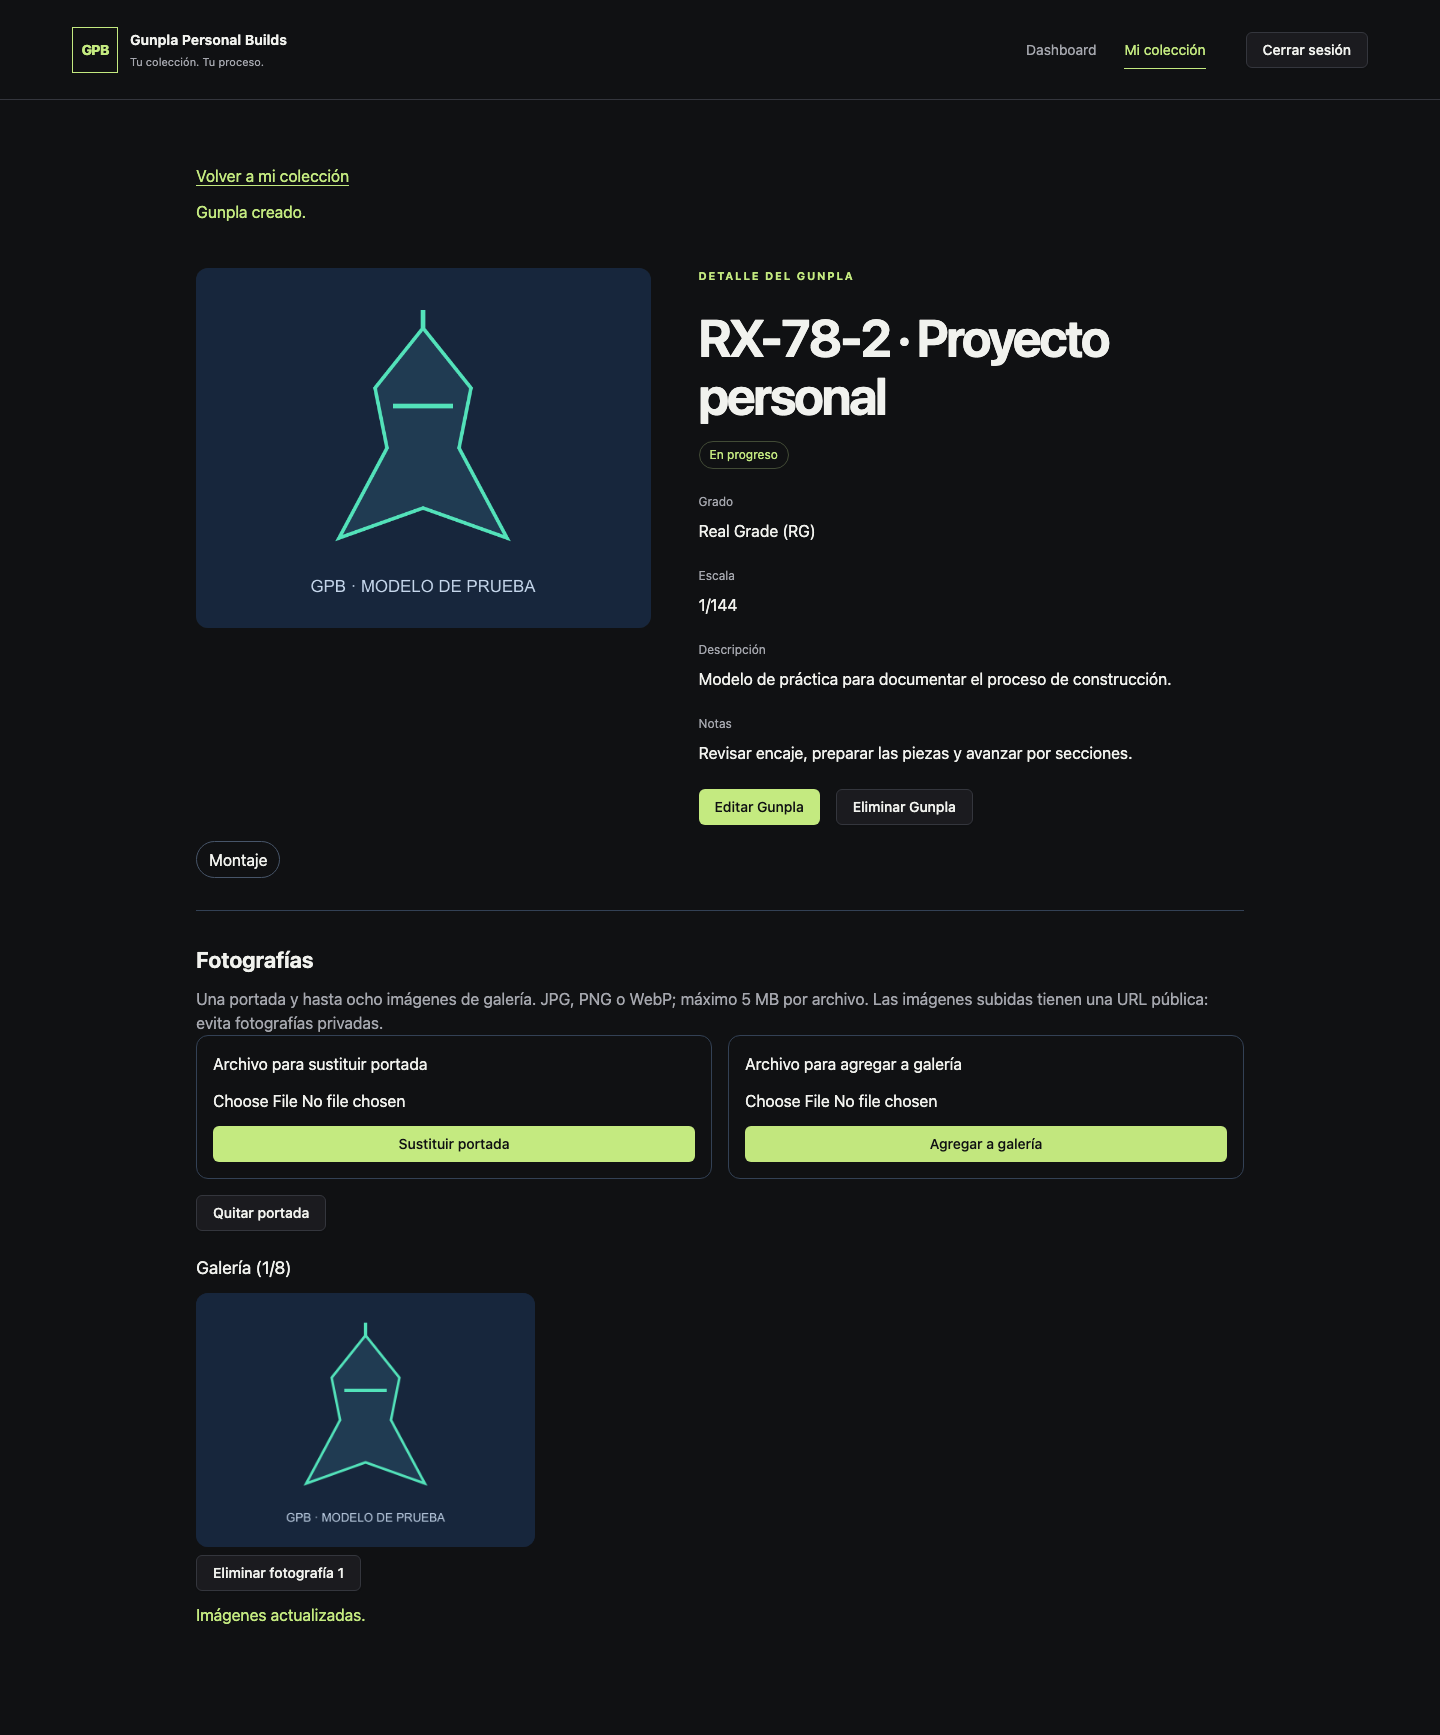 GPB
Gunpla Personal Builds
Tu colección. Tu proceso.
Dashboard
Mi colección
Cerrar sesión
Volver a mi colección
Gunpla creado.
GPB · MODELO DE PRUEBA
DETALLE DEL GUNPLA
RX-78-2 · Proyecto
personal
En progreso
Grado
Real Grade (RG)
Escala
1/144
Descripción
Modelo de práctica para documentar el proceso de construcción.
Notas
Revisar encaje, preparar las piezas y avanzar por secciones.
Editar Gunpla
Eliminar Gunpla
Montaje
Fotografías
Una portada y hasta ocho imágenes de galería. JPG, PNG o WebP; máximo 5 MB por archivo. Las imágenes subidas tienen una URL pública:
evita fotografías privadas.
Archivo para sustituir portada
Choose File No file chosen
Sustituir portada
Archivo para agregar a galería
Choose File No file chosen
Agregar a galería
Quitar portada
Galería (1/8)
GPB · MODELO DE PRUEBA
Eliminar fotografía 1
Imágenes actualizadas.